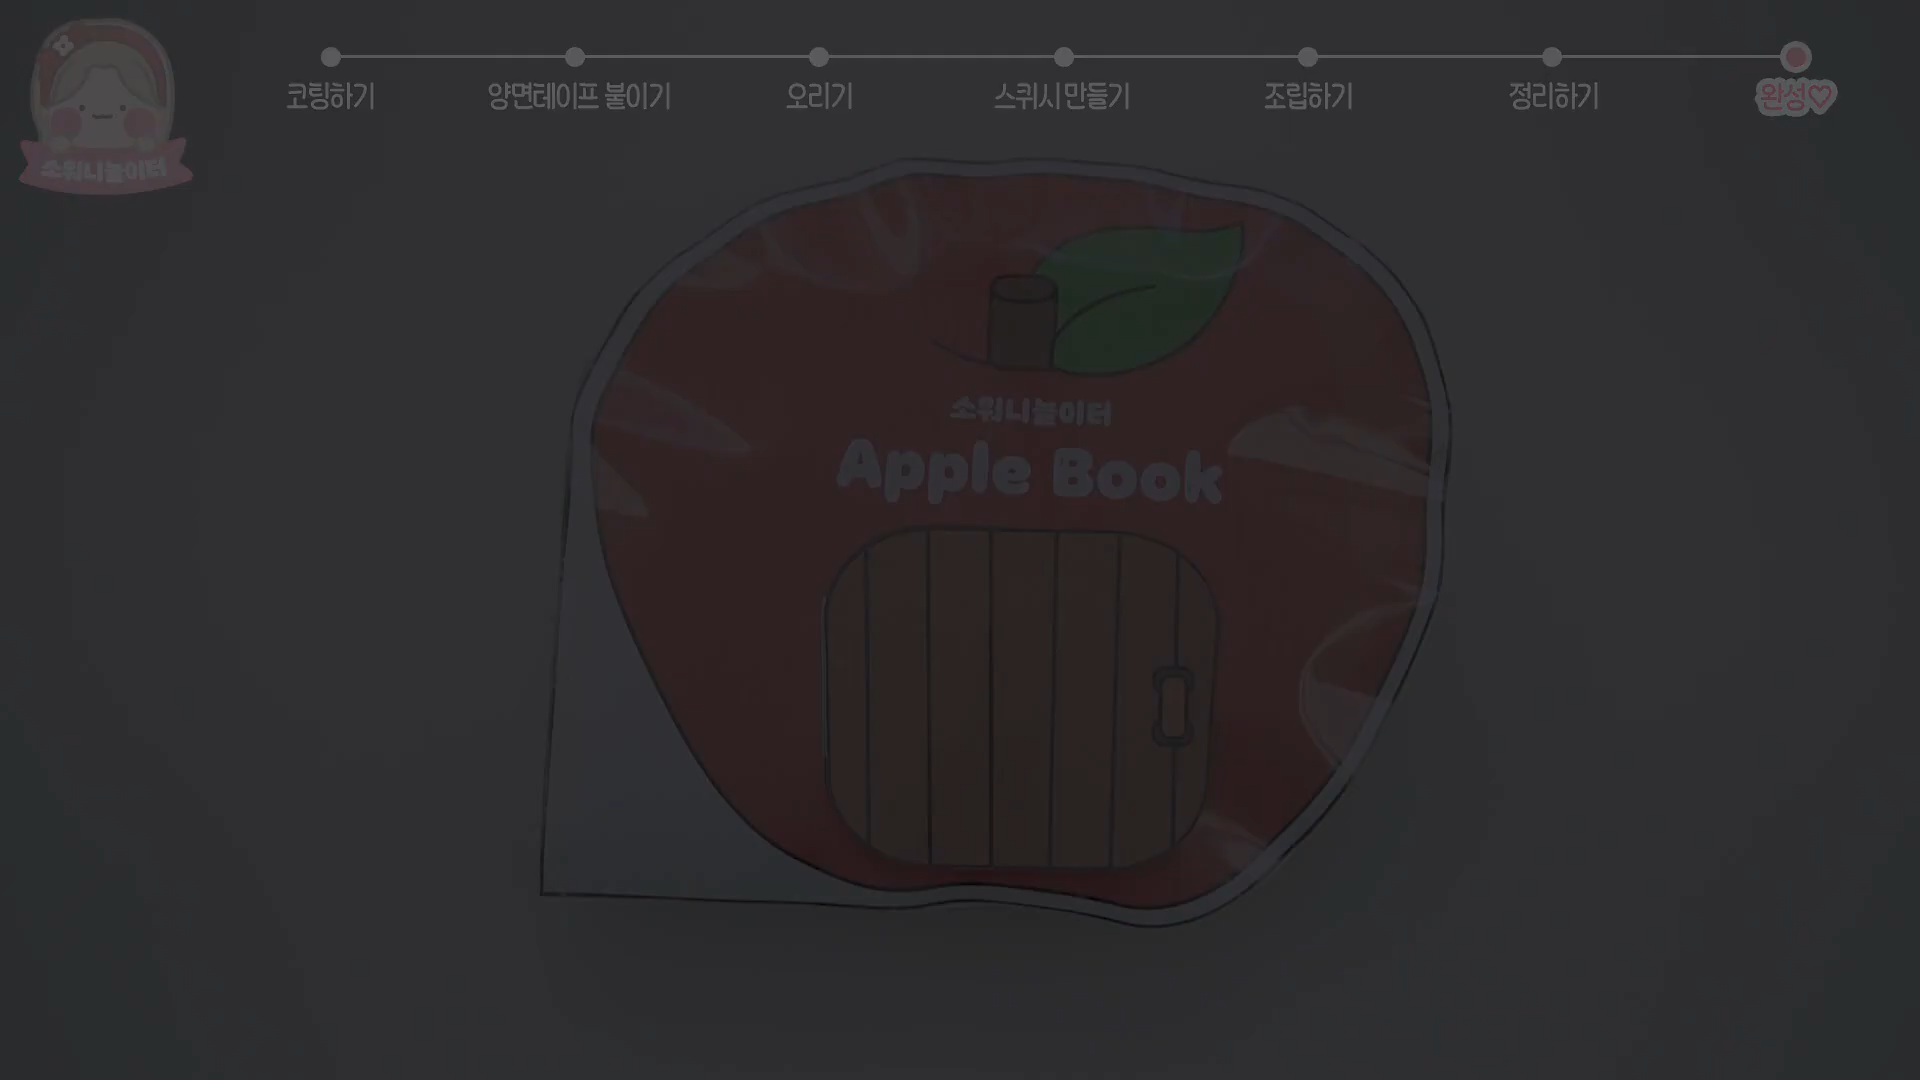 코팅하기
양면테이프 붙이기
오리기
스퀴시 만들기
조립하기
정리하기
완성♡
소워니놀이터
소워니놀이터
Apple Book